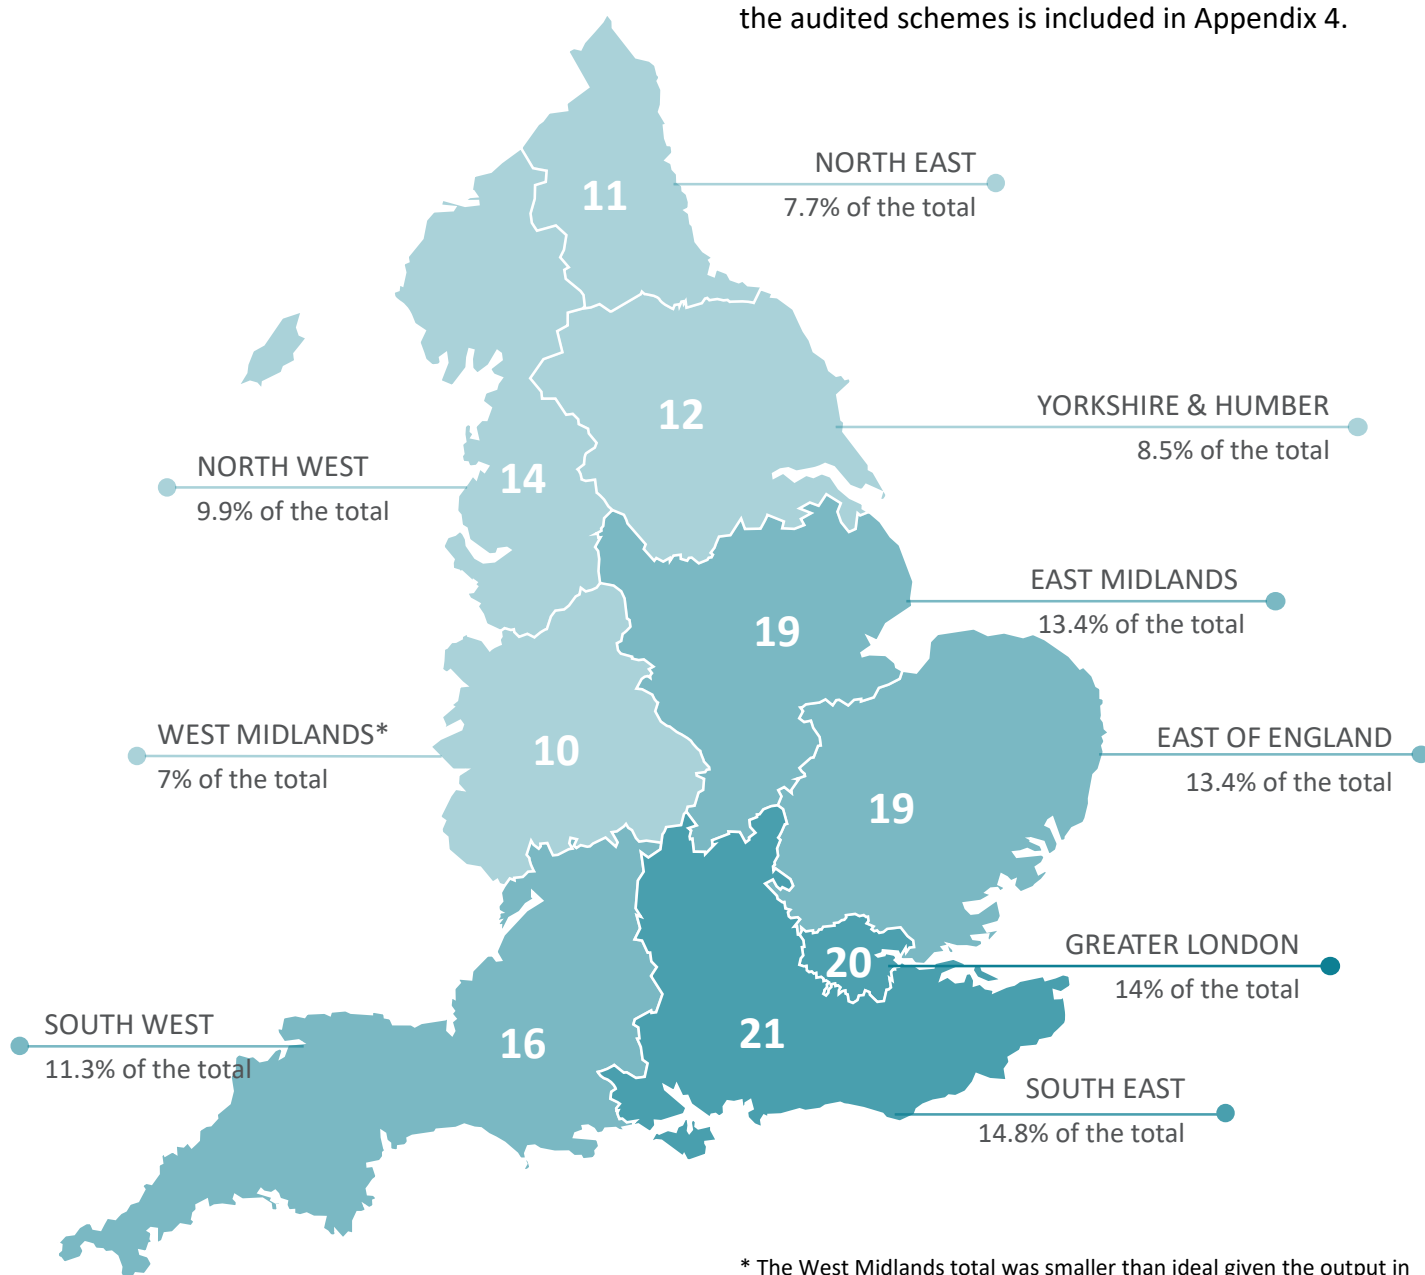 the audited schemes is included in Appendix 4.
NORTH EAST
7.7% of the total
11
YORKSHIRE & HUMBER
8.5% of the total
12
NORTH WEST
9.9% of the total
14
EAST MIDLANDS
13.4% of the total
19
WEST MIDLANDS*
7% of the total
10
EAST OF ENGLAND
13.4% of the total
19
GREATER LONDON
14% of the total
20
SOUTH WEST
11.3% of the total
16
21
SOUTH EAST
14.8% of the total
* The West Midlands total was smaller than ideal given the output in